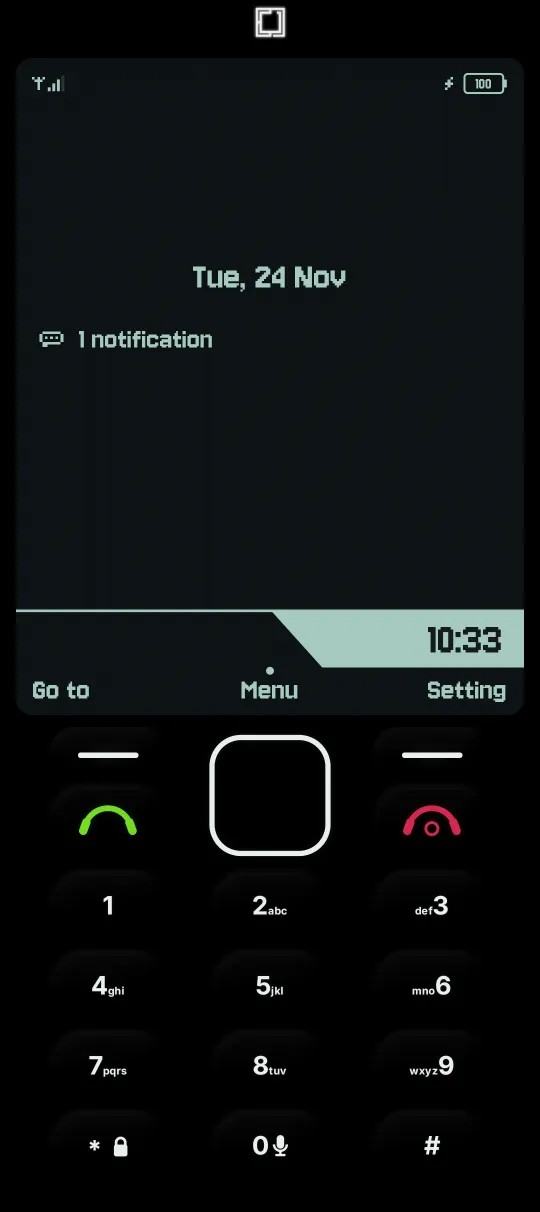 100
Tue, 24 Nov
1 notification
10:33
Go to Menu Setting
1 2abc def3
4ghi 5jkl mno6
7pqrs 8tuv wxyz9
* 0 #